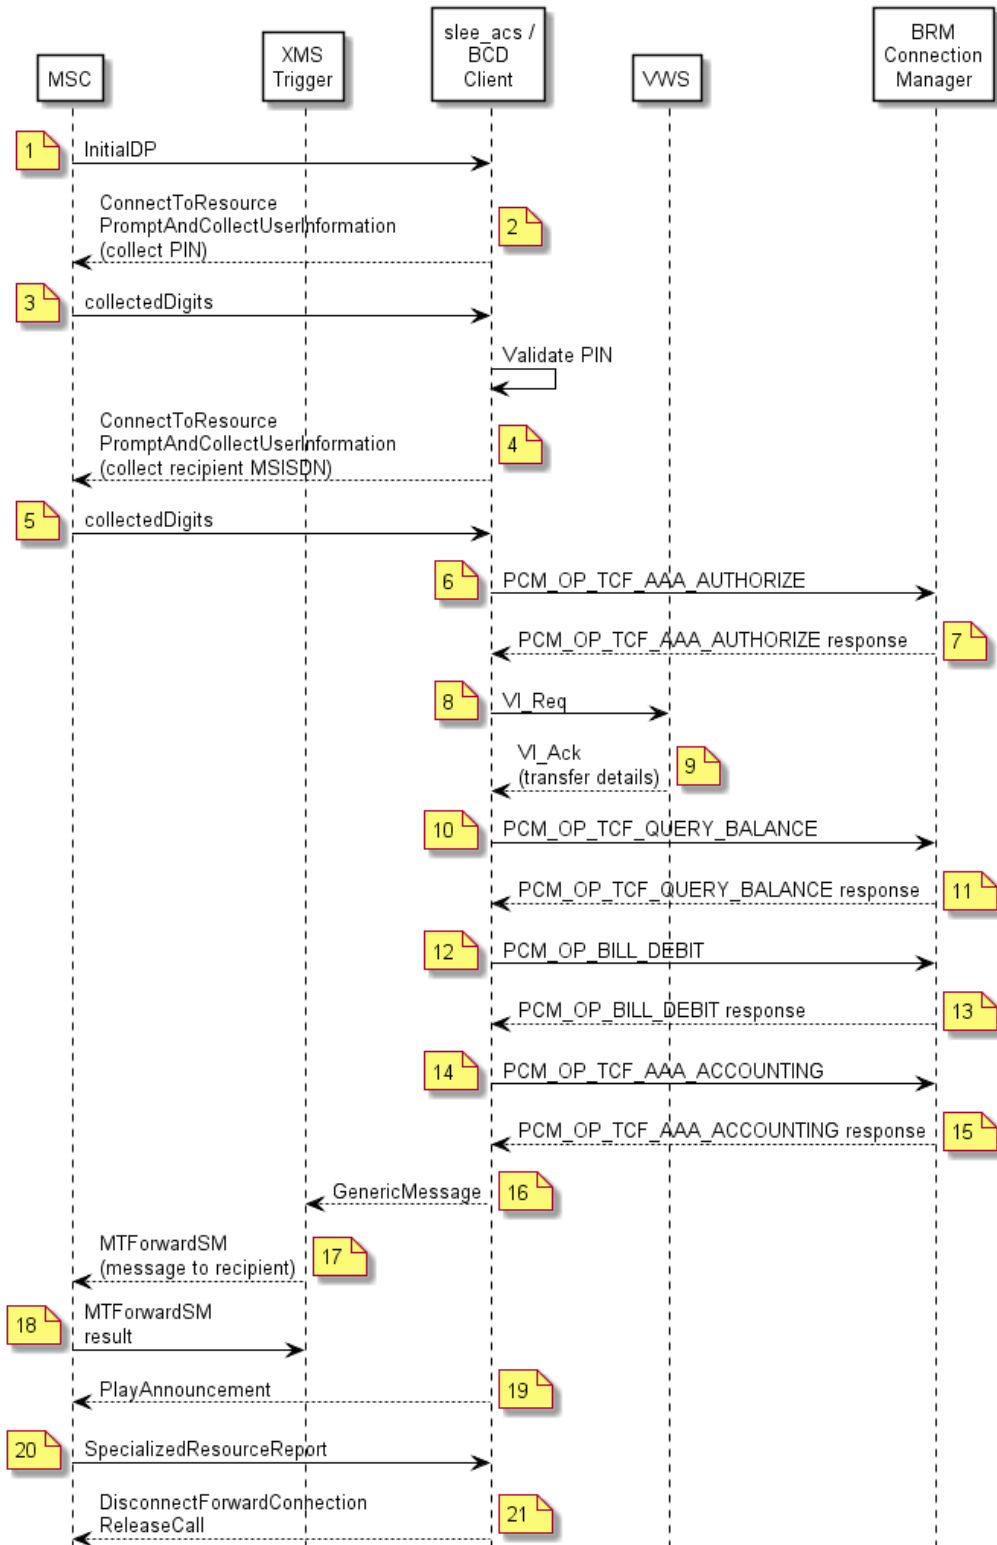 MSC
XMS
Trigger
slee_acs /
BCD
Client
VWS
BRM
Connection
Manager
1
InitialDP
ConnectToResource
PromptAndCollectUserInformation
(collect PIN)
2
3
collectedDigits
Validate PIN
ConnectToResource
PromptAndCollectUserInformation
(collect recipient MSISDN)
4
5
collectedDigits
6
PCM_OP_TCF_AAA_AUTHORIZE
PCM_OP_TCF_AAA_AUTHORIZE response
7
8
VI_Req
VI_Ack
(transfer details)
9
10
PCM_OP_TCF_QUERY_BALANCE
PCM_OP_TCF_QUERY_BALANCE response
11
12
PCM_OP_BILL_DEBIT
PCM_OP_BILL_DEBIT response
13
14
PCM_OP_TCF_AAA_ACCOUNTING
PCM_OP_TCF_AAA_ACCOUNTING response
15
GenericMessage
16
MTForwardSM
(message to recipient)
17
18
MTForwardSM
result
PlayAnnouncement
19
20
SpecializedResourceReport
DisconnectForwardConnection
ReleaseCall
21